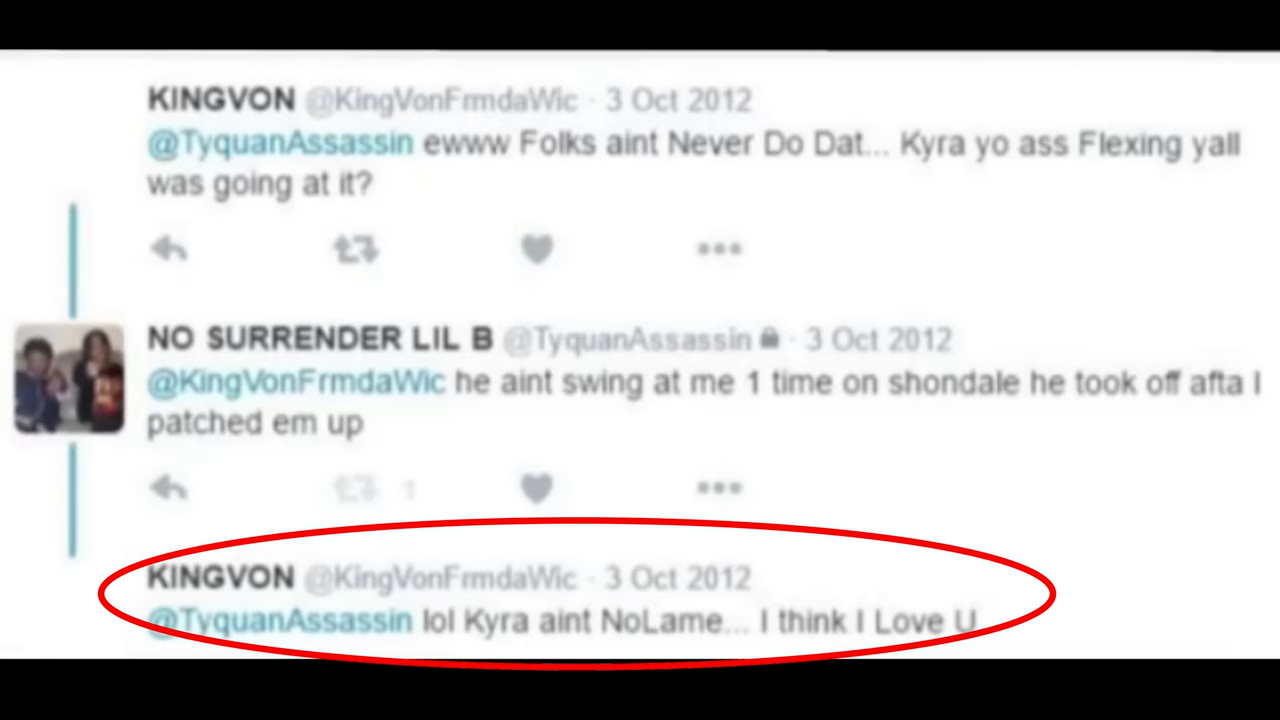 KINGVON @KingVonFrmdaWic · 3 Oct 2012
@TyquanAssassin ewww Folks aint Never Do Dat... Kyra yo ass Flexing yall
was going at it?
NO SURRENDER LIL B @TyquanAssassin · 3 Oct 2012
@KingVonFrmdaWic he aint swing at me 1 time on shondale he took off afta I
patched em up
1
KINGVON @KingVonFrmdaWic · 3 Oct 2012
@TyquanAssassin lol Kyra aint NoLame... I think I Love U